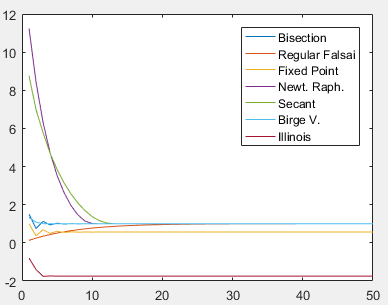 12
10
8
6
4
2
0
-2
0
10
20
30
40
50
Bisection
Regular Falsai
Fixed Point
Newt. Raph.
Secant
Birge V.
Illinois